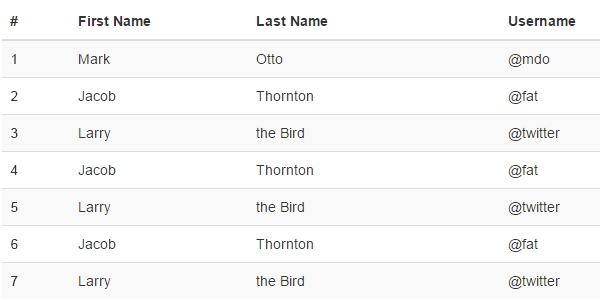 # First Name Last Name Username
1 Mark Otto @mdo
2 Jacob Thornton @fat
3 Larry the Bird @twitter
4 Jacob Thornton @fat
5 Larry the Bird @twitter
6 Jacob Thornton @fat
7 Larry the Bird @twitter